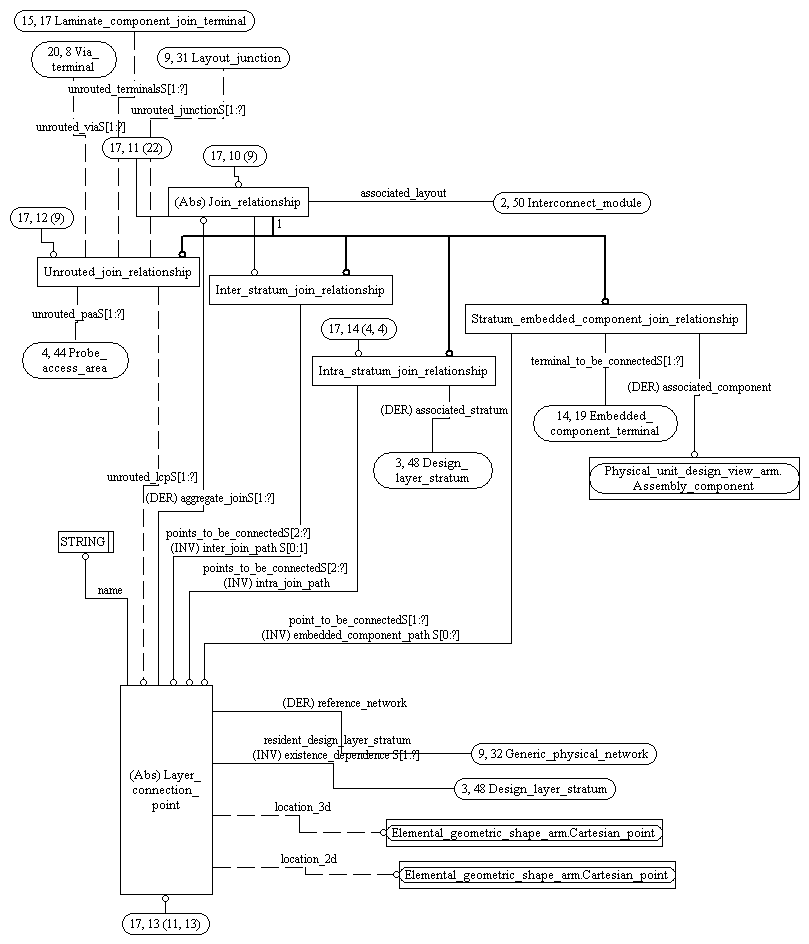 15, 17 Laminate_component_join_terminal
20, 8 Via_
terminal
9, 31 Layout_junction
unrouted_terminalsS[1:?]
unrouted_junctionS[1:?]
unrouted_viaS[1:?]
17, 11 (22)
17, 10 (9)
(Abs) Join_relationship
associated_layout
2, 50 Interconnect_module
17, 12 (9)
1
Unrouted_join_relationship
Inter_stratum_join_relationship
unrouted_paaS[1:?]
Stratum_embedded_component_join_relationship
17, 14 (4, 4)
4, 44 Probe_
access_area
Intra_stratum_join_relationship
terminal_to_be_connectedS[1:?]
(DER) associated_component
(DER) associated_stratum
14, 19 Embedded_
component_terminal
3, 48 Design_
layer_stratum
Physical_unit_design_view_arm.
Assembly_component
unrouted_lcpS[1:?]
(DER) aggregate_joinS[1:?]
STRING
points_to_be_connectedS[2:?]
(INV) inter_join_path S[0:1]
points_to_be_connectedS[2:?]
(INV) intra_join_path
name
point_to_be_connectedS[1:?]
(INV) embedded_component_path S[0:?]
(DER) reference_network
resident_design_layer_stratum
(INV) existence_dependence S[1:?]
9, 32 Generic_physical_network
(Abs) Layer_
connection_
point
3, 48 Design_layer_stratum
location_3d
Elemental_geometric_shape_arm.Cartesian_point
location_2d
Elemental_geometric_shape_arm.Cartesian_point
17, 13 (11, 13)